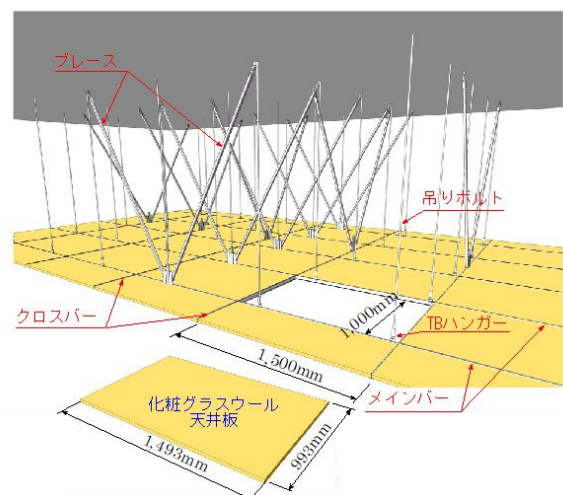 ブレース
吊りボルト
クロスバー
1,000mm
TBハンガー
1,500mm
メインバー
化粧グラスウール
天井板
1,493mm
993mm